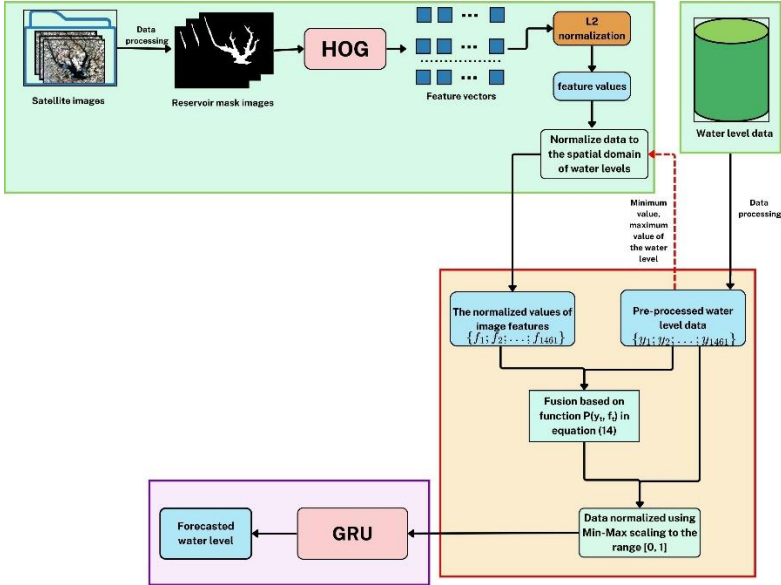 Data
processing
Satellite images
Reservoir mask images
HOG
Feature vectors
L2
normalization
feature values
Normalize data to
the spatial domain
of water levels
Water level data
Minimum
value,
maximum
value of
the water
level
Data
processing
The normalized values of
image features
{f₁; f₂; . . . ; f₁₄₆₁}
Pre-processed water
level data
{y₁; y₂; . . . ; y₁₄₆₁}
Fusion based on
function P(yₜ, fₜ) in
equation (14)
Data normalized using
Min-Max scaling to the
range [0, 1]
GRU
Forecasted
water level